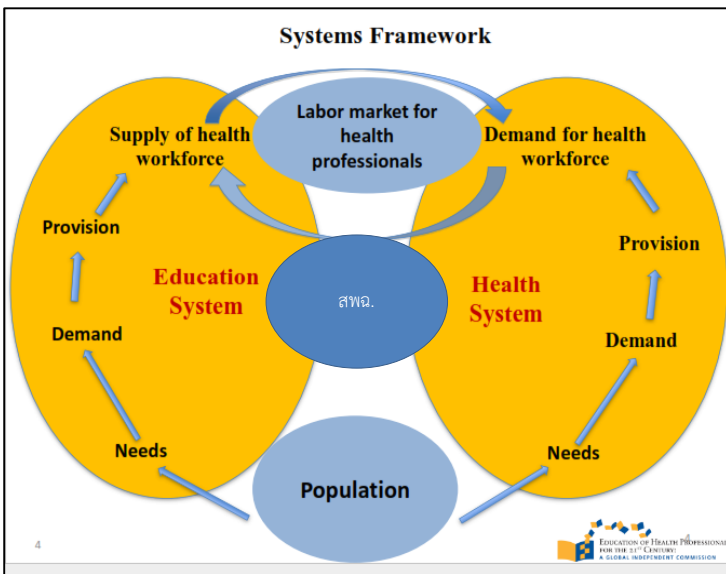 Systems Framework
Labor market for
health
professionals
Supply of health
workforce
Demand for health
workforce
Provision
Provision
Education
System
สพฉ.
Health
System
Demand
Demand
Needs
Needs
Population
4
4
EDUCATION OF HEALTH PROFESSIONAL
FOR THE 21ST CENTURY:
A GLOBAL INDEPENDENT COMMISSION